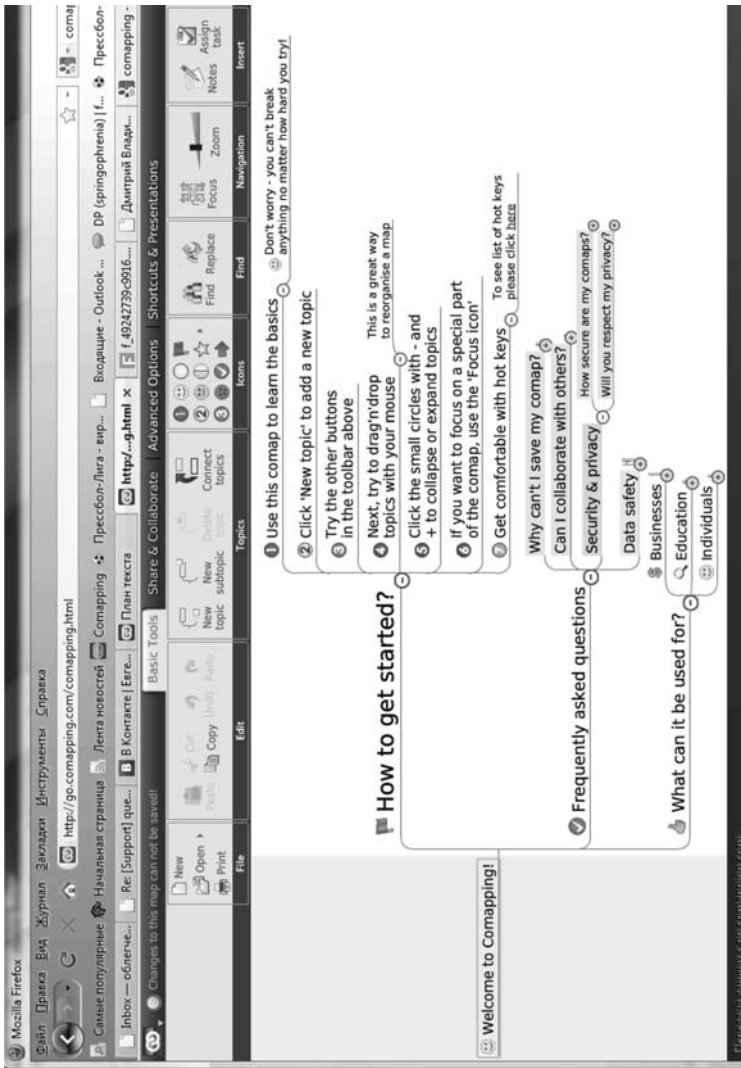 Mozilla Firefox
Файл Правка Вид Журнал Закладки Инструменты Справка
http://go.comapping.com/comapping.html
comap
Самые популярные Начальная страница Лента новостей Comapping Прессбол-Лига - вир... Входящие - Outlook ... DP (springophrenia) | f... Прессбол-
Inbox — облегче... Re: [Support] que... В Контакте | Евге... План текста http:/...g.html × f_49242739c9916.... Дмитрий Влади... comapping -
Changes to this map can not be saved!
Basic Tools Share & Collaborate Advanced Options Shortcuts & Presentations
New
Open
Print
File
Paste Cut Copy Undo Redo
Edit
New topic
New subtopic
Delete topic
Connect topics
Topics
1
2
3
Icons
Find Replace
Find
Focus Zoom
Navigation
Notes
Assign task
Insert
Welcome to Comapping!
How to get started?
1 Use this comap to learn the basics
Don't worry - you can't break
anything no matter how hard you try!
2 Click 'New topic' to add a new topic
3 Try the other buttons
in the toolbar above
4 Next, try to drag'n'drop
topics with your mouse
This is a great way
to reorganise a map
5 Click the small circles with - and
+ to collapse or expand topics
6 If you want to focus on a special part
of the comap, use the 'Focus icon'
7 Get comfortable with hot keys
To see list of hot keys
please click here
Frequently asked questions
Why can't I save my comap?
Can I collaborate with others?
Security & privacy
How secure are my comaps?
Will you respect my privacy?
Data safety
What can it be used for?
Businesses
Education
Individuals